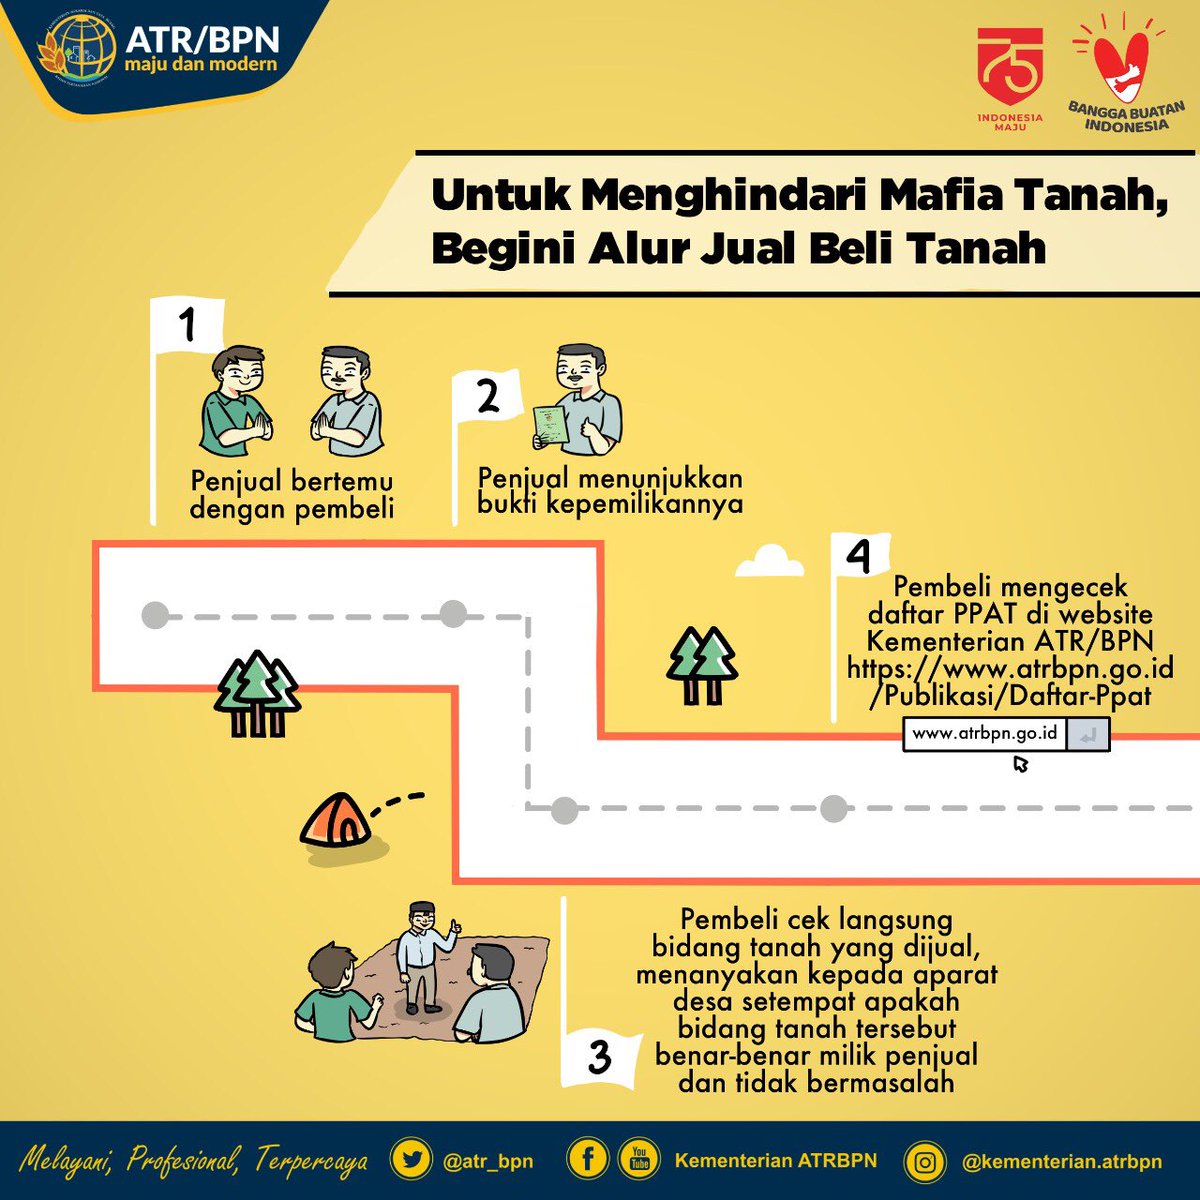 ATR/BPN
maju dan modern
75
INDONESIA
MAJU
BANGGA BUATAN
INDONESIA
Untuk Menghindari Mafia Tanah,
Begini Alur Jual Beli Tanah
1
Penjual bertemu
dengan pembeli
2
Penjual menunjukkan
bukti kepemilikannya
4
Pembeli mengecek
daftar PPAT di website
Kementerian ATR/BPN
https://www.atrbpn.go.id
/Publikasi/Daftar-Ppat
www.atrbpn.go.id
3
Pembeli cek langsung
bidang tanah yang dijual,
menanyakan kepada aparat
desa setempat apakah
bidang tanah tersebut
benar-benar milik penjual
dan tidak bermasalah
Melayani, Profesional, Terpercaya
@atr_bpn
You
Tube
Kementerian ATRBPN
@kementerian.atrbpn